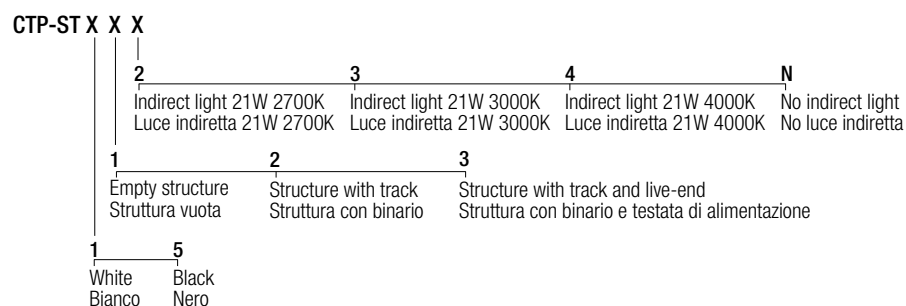 CTP-ST X X X
2 3 4 N
Indirect light 21W 2700K Indirect light 21W 3000K Indirect light 21W 4000K No indirect light
Luce indiretta 21W 2700K Luce indiretta 21W 3000K Luce indiretta 21W 4000K No luce indiretta
1 2 3
Empty structure Structure with track Structure with track and live-end
Struttura vuota Struttura con binario Struttura con binario e testata di alimentazione
1 5
White Black
Bianco Nero